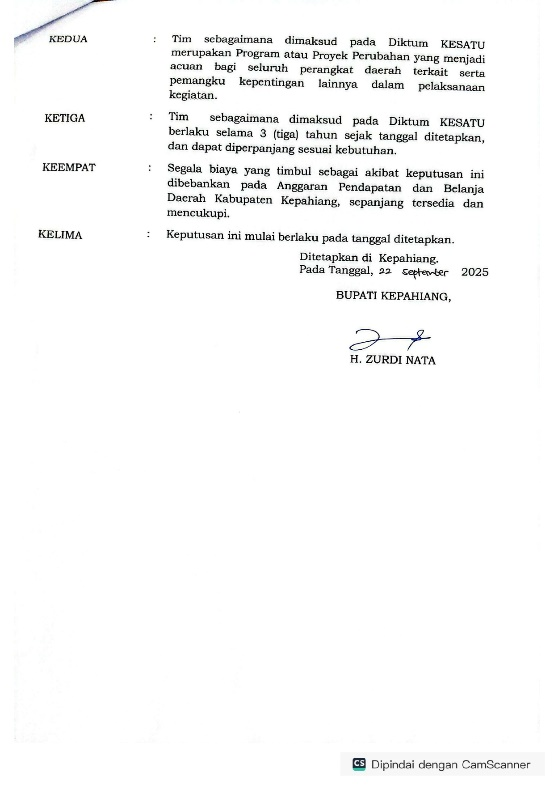 KEDUA : Tim sebagaimana dimaksud pada Diktum KESATU
merupakan Program atau Proyek Perubahan yang menjadi
acuan bagi seluruh perangkat daerah terkait serta
pemangku kepentingan lainnya dalam pelaksanaan
kegiatan.
KETIGA : Tim sebagaimana dimaksud pada Diktum KESATU
berlaku selama 3 (tiga) tahun sejak tanggal ditetapkan,
dan dapat diperpanjang sesuai kebutuhan.
KEEMPAT : Segala biaya yang timbul sebagai akibat keputusan ini
dibebankan pada Anggaran Pendapatan dan Belanja
Daerah Kabupaten Kepahiang, sepanjang tersedia dan
mencukupi.
KELIMA : Keputusan ini mulai berlaku pada tanggal ditetapkan.
Ditetapkan di Kepahiang.
Pada Tanggal, 22 September 2025
BUPATI KEPAHIANG,
H. ZURDI NATA
CS Dipindai dengan CamScanner